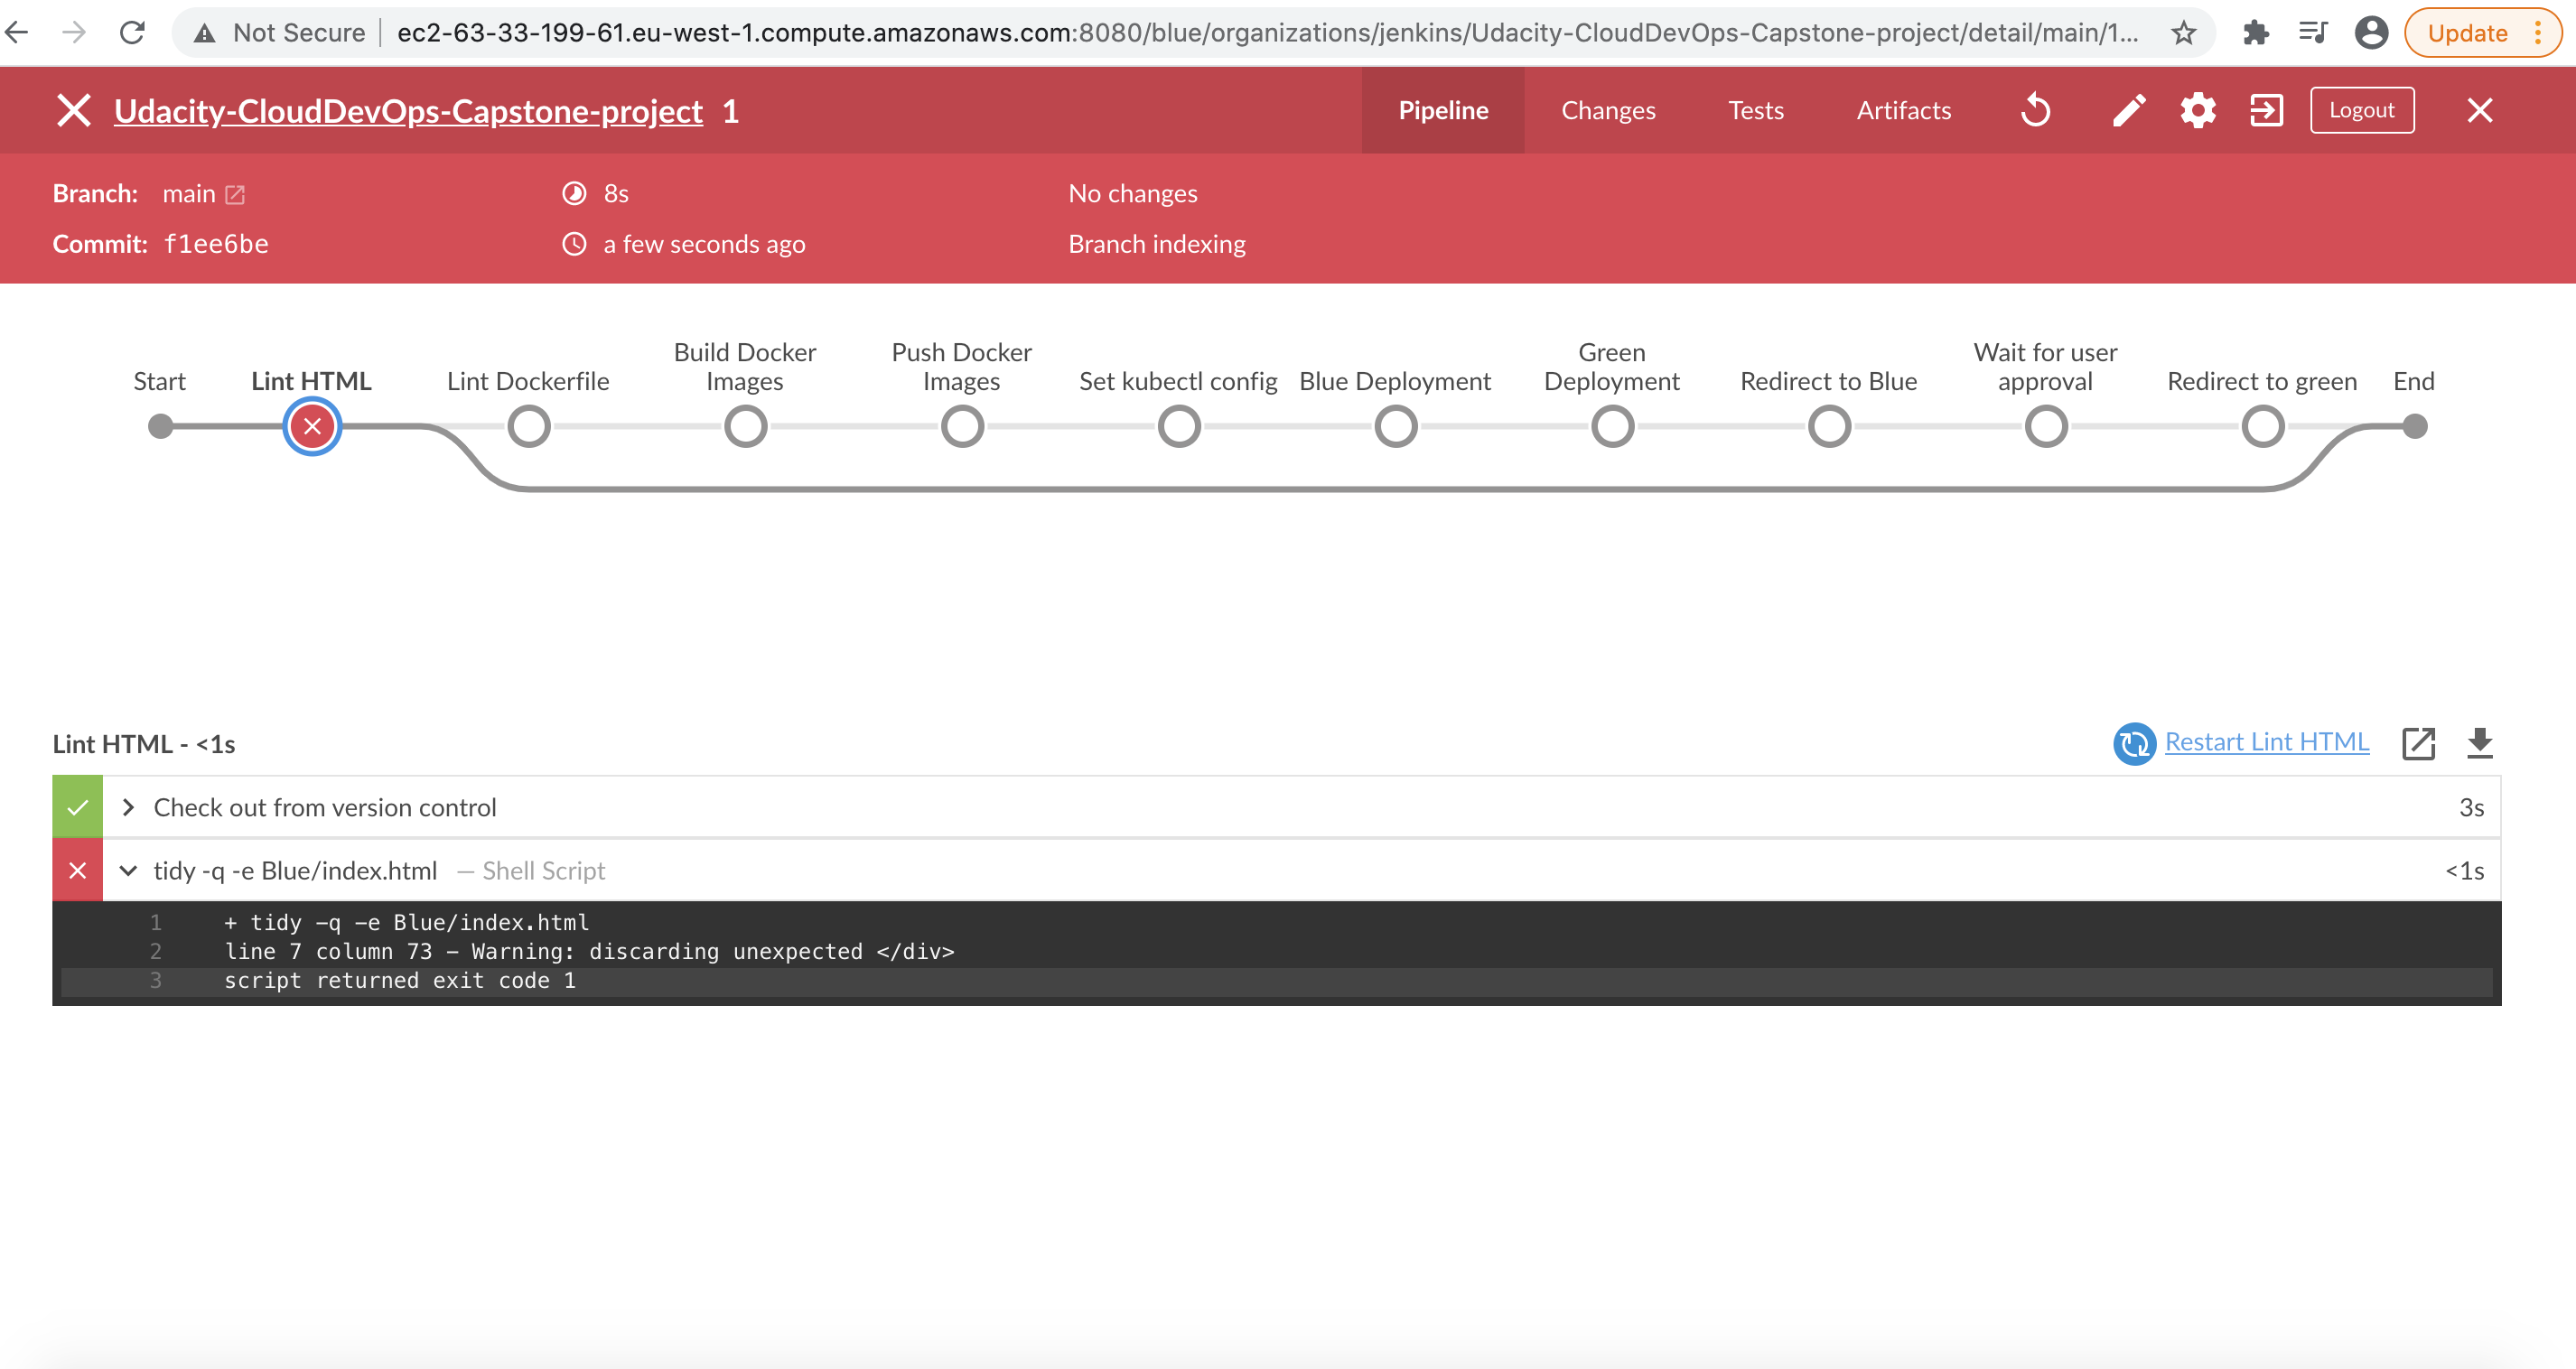 Not Secure ec2-63-33-199-61.eu-west-1.compute.amazonaws.com:8080/blue/organizations/jenkins/Udacity-CloudDevOps-Capstone-project/detail/main/1... Update
Udacity-CloudDevOps-Capstone-project 1 Pipeline Changes Tests Artifacts Logout
Branch: main 8s No changes
Commit: f1ee6be a few seconds ago Branch indexing
Start
Lint HTML
Lint Dockerfile
Build Docker
Images
Push Docker
Images
Set kubectl config
Blue Deployment
Green
Deployment
Redirect to Blue
Wait for user
approval
Redirect to green
End
Lint HTML - <1s Restart Lint HTML
Check out from version control 3s
tidy -q -e Blue/index.html — Shell Script <1s
1 + tidy -q -e Blue/index.html
2 line 7 column 73 - Warning: discarding unexpected </div>
3 script returned exit code 1